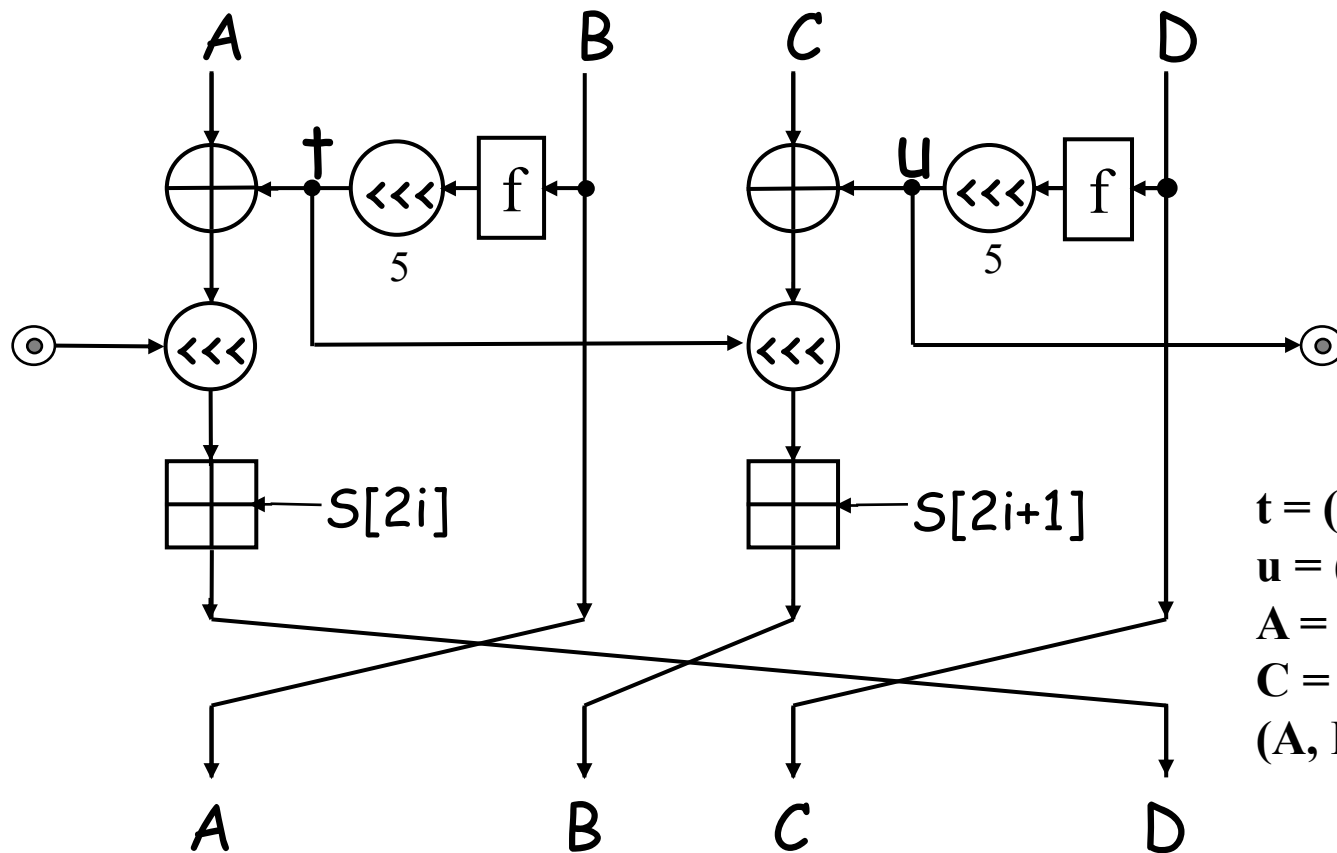 A B C D
t <<< f u <<< f
5 5
<<< <<<
S[2i] S[2i+1]
t = (
u = (
A =
C =
(A,
A B C D